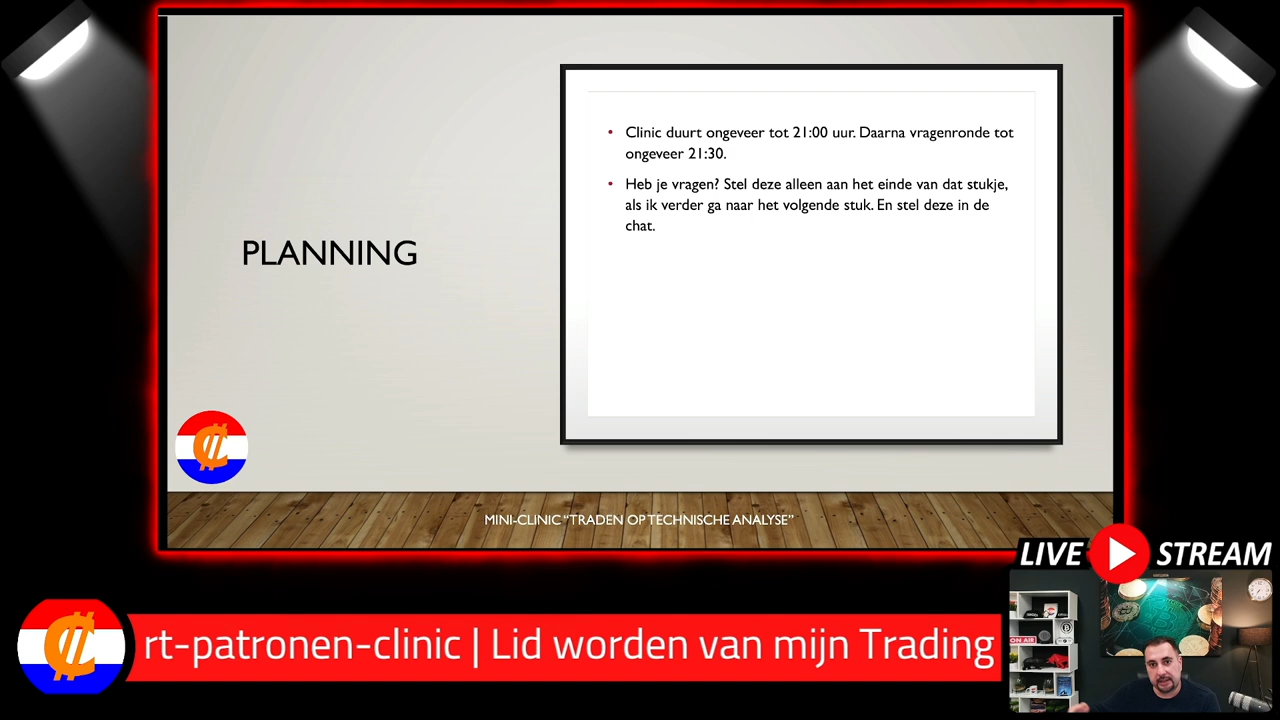 Clinic duurt ongeveer tot 21:00 uur. Daarna vragenronde tot
ongeveer 21:30.
Heb je vragen? Stel deze alleen aan het einde van dat stukje,
als ik verder ga naar het volgende stuk. En stel deze in de
chat.
PLANNING
MINI-CLINIC “TRADEN OP TECHNISCHE ANALYSE”
LIVE STREAM
rt-patronen-clinic | Lid worden van mijn Trading
ON AIR